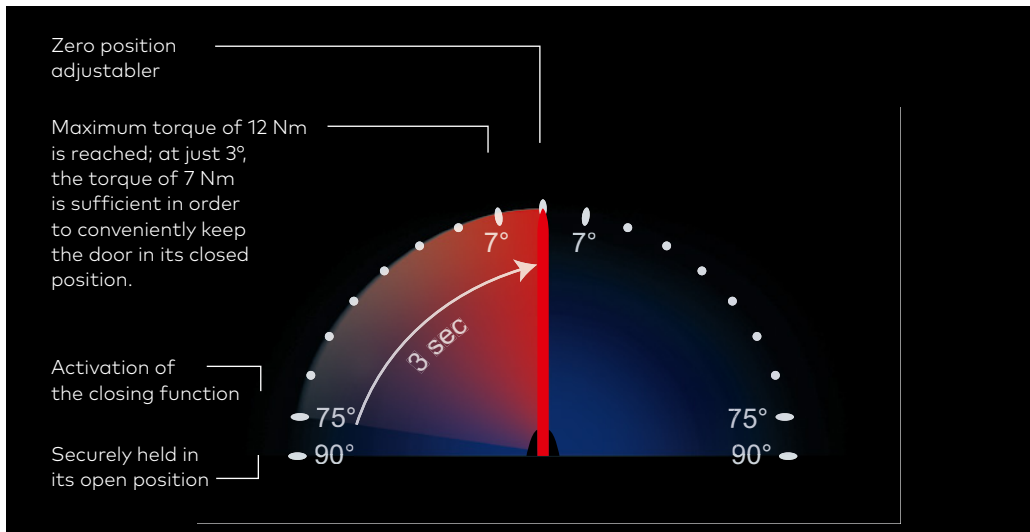 Zero position
adjustabler
Maximum torque of 12 Nm
is reached; at just 3°,
the torque of 7 Nm
is sufficient in order
to conveniently keep
the door in its closed
position.
7°
7°
3 sec
Activation of
the closing function
75°
75°
Securely held in
its open position
90°
90°